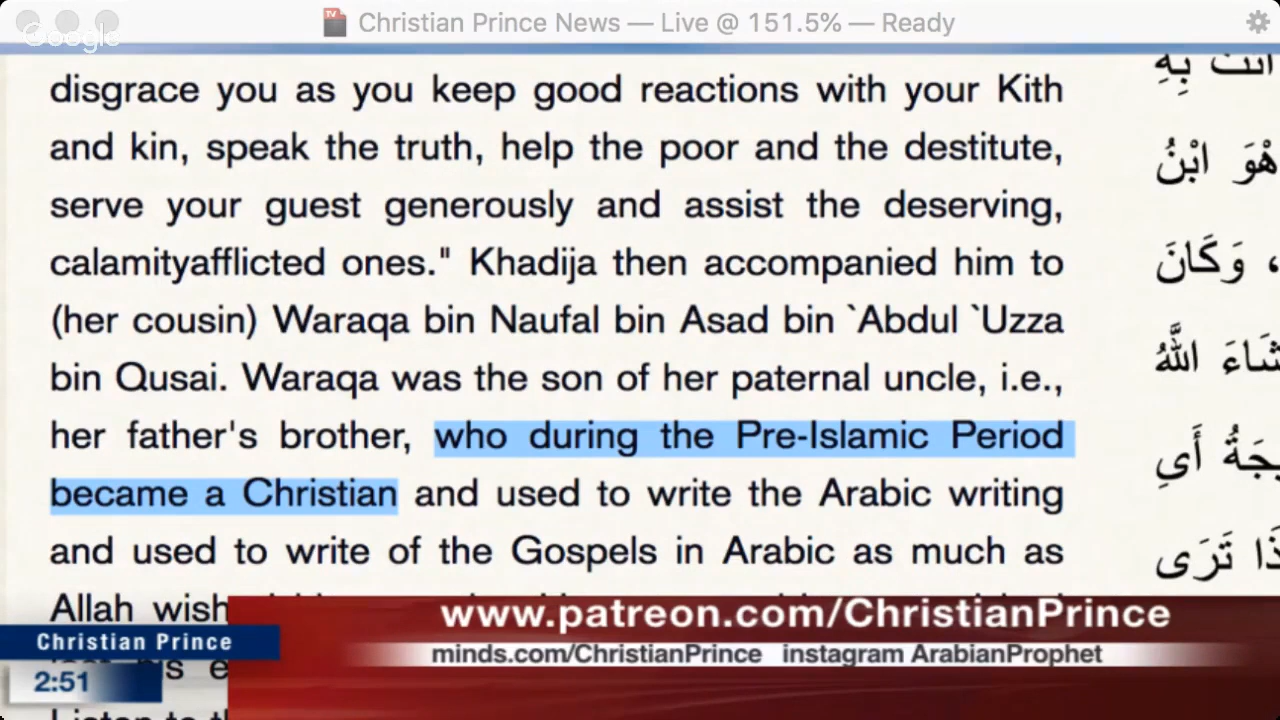 Google
Christian Prince News — Live @ 151.5% — Ready
disgrace you as you keep good reactions with your Kith
and kin, speak the truth, help the poor and the destitute,
serve your guest generously and assist the deserving,
calamityafflicted ones." Khadija then accompanied him to
(her cousin) Waraqa bin Naufal bin Asad bin `Abdul `Uzza
bin Qusai. Waraqa was the son of her paternal uncle, i.e.,
her father's brother, who during the Pre-Islamic Period
became a Christian and used to write the Arabic writing
and used to write of the Gospels in Arabic as much as
Allah wish
بِهِ
هْوَ ابْنُ
، وَكَانَ
شَاءَ اللَّهُ
أَىِ
تَرَى
www.patreon.com/ChristianPrince
Christian Prince
minds.com/ChristianPrince instagram ArabianProphet
2:51